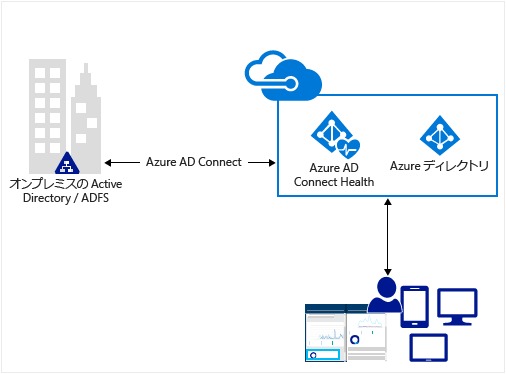 Azure AD Connect
オンプレミスの Active
Directory / ADFS
Azure AD
Connect Health
Azure ディレクトリ